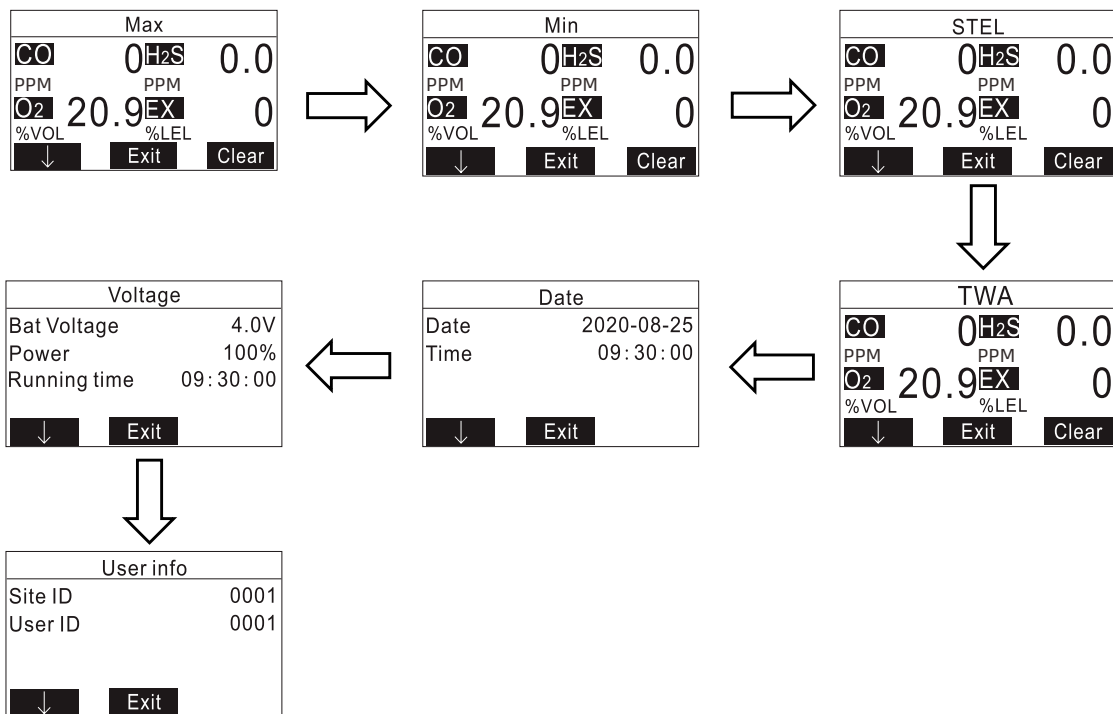 Max
CO 0 H2S 0.0
PPM PPM
O2 20.9 EX 0
%VOL %LEL
↓ Exit Clear
Min
CO 0 H2S 0.0
PPM PPM
O2 20.9 EX 0
%VOL %LEL
↓ Exit Clear
STEL
CO 0 H2S 0.0
PPM PPM
O2 20.9 EX 0
%VOL %LEL
↓ Exit Clear
TWA
CO 0 H2S 0.0
PPM PPM
O2 20.9 EX 0
%VOL %LEL
↓ Exit Clear
Date
Date 2020-08-25
Time 09:30:00
↓ Exit
Voltage
Bat Voltage 4.0V
Power 100%
Running time 09:30:00
↓ Exit
User info
Site ID 0001
User ID 0001
↓ Exit